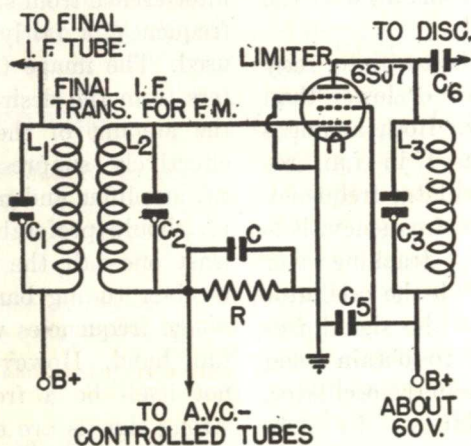 TO FINAL
I.F. TUBE
TO DISC.
LIMITER
6SJ7
C6
FINAL I.F.
TRANS. FOR F.M.
L1
L2
L3
C1
C2
C
C3
R
C5
B+
B+
TO A.V.C.-
CONTROLLED TUBES
ABOUT
60 V.